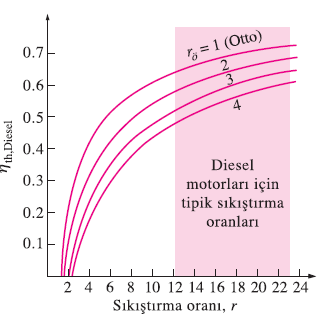 0.7
0.6
0.5
0.4
0.3
0.2
0.1
ηth,Diesel
rö = 1 (Otto)
2
3
4
Diesel
motorları için
tipik sıkıştırma
oranları
2 4 6 8 10 12 14 16 18 20 22 24
Sıkıştırma oranı, r